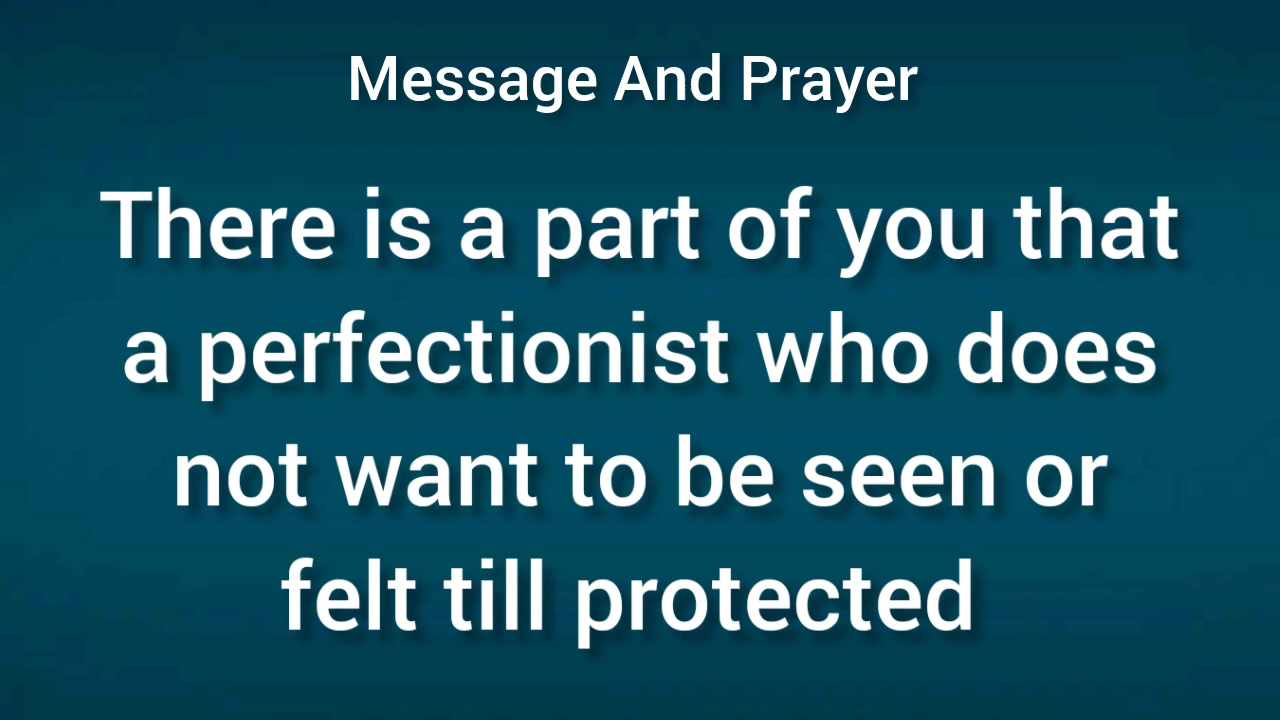 Message And Prayer
There is a part of you that
a perfectionist who does
not want to be seen or
felt till protected